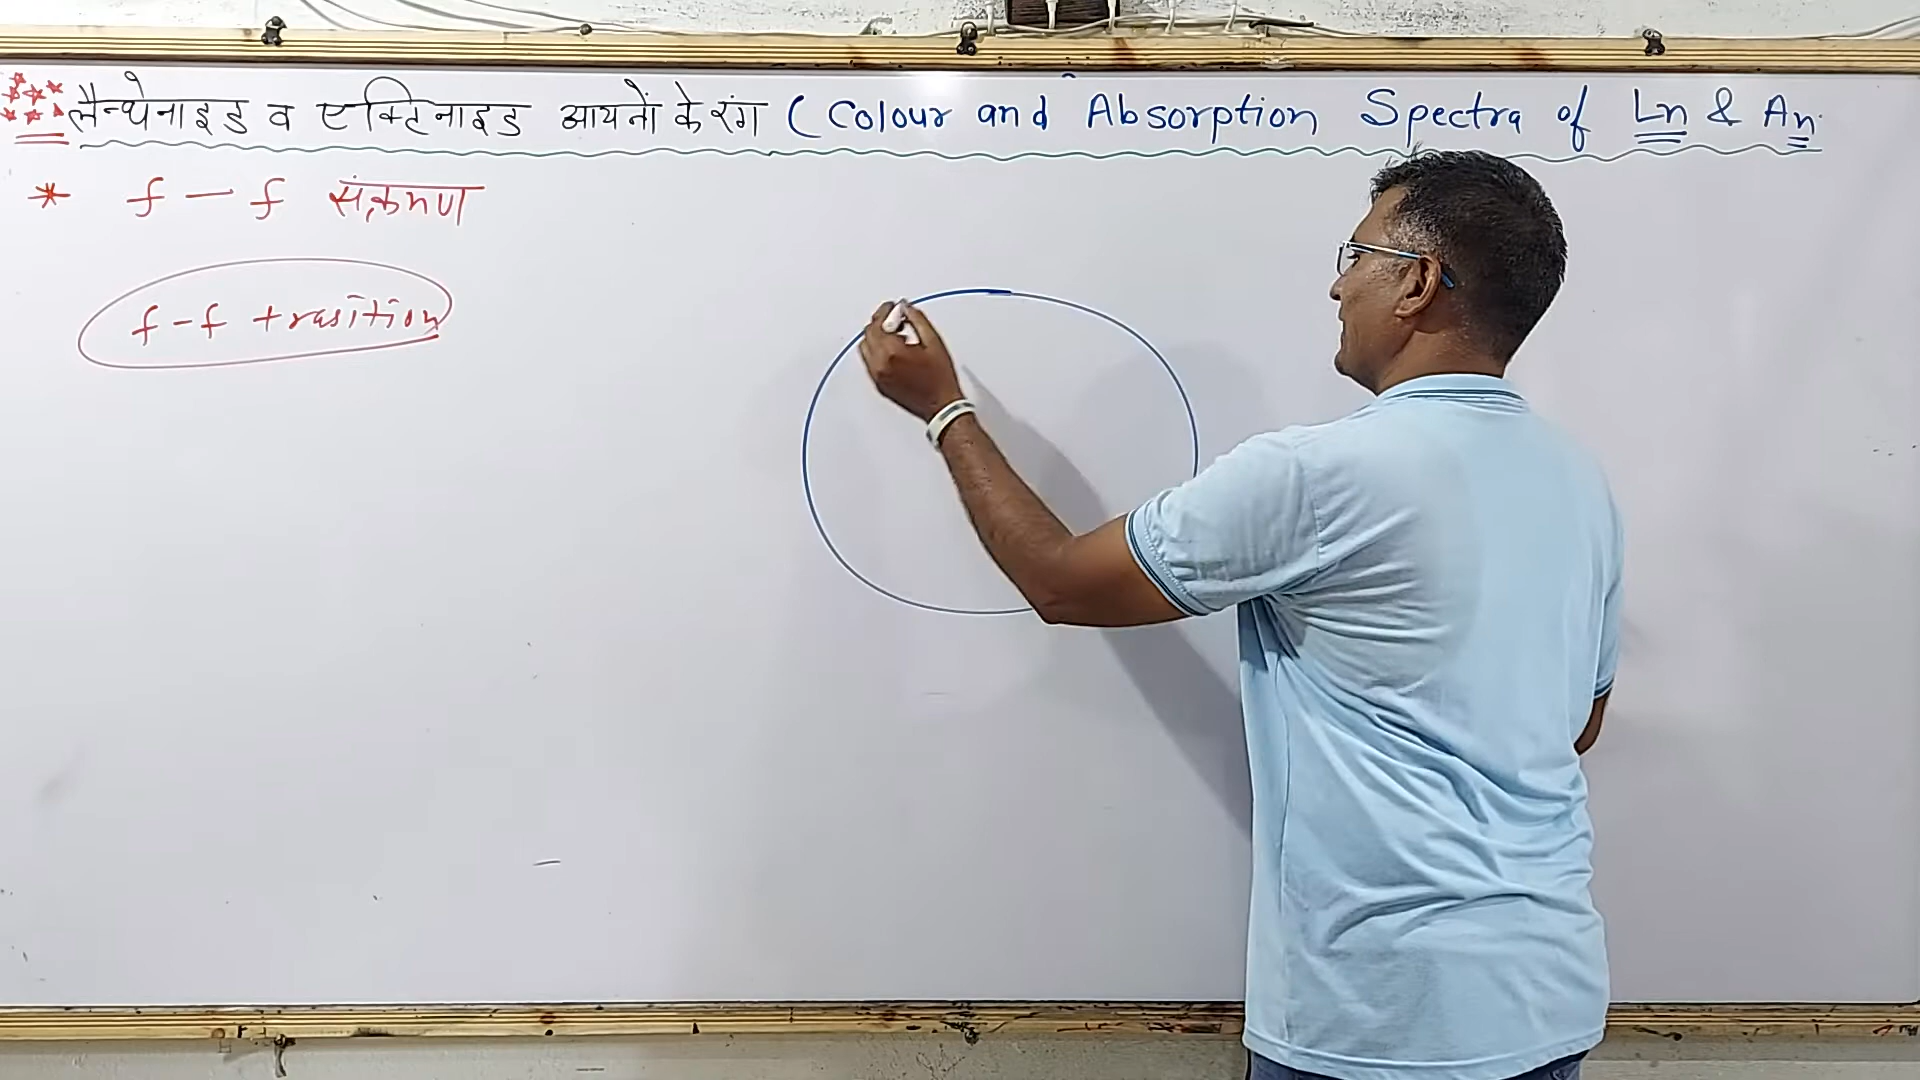 लैन्थेनाइड व एक्टिनाइड आयनों के रंग ( Colour and Absorption Spectra of Ln & An.
* f - f संक्रमण
f - f trasition